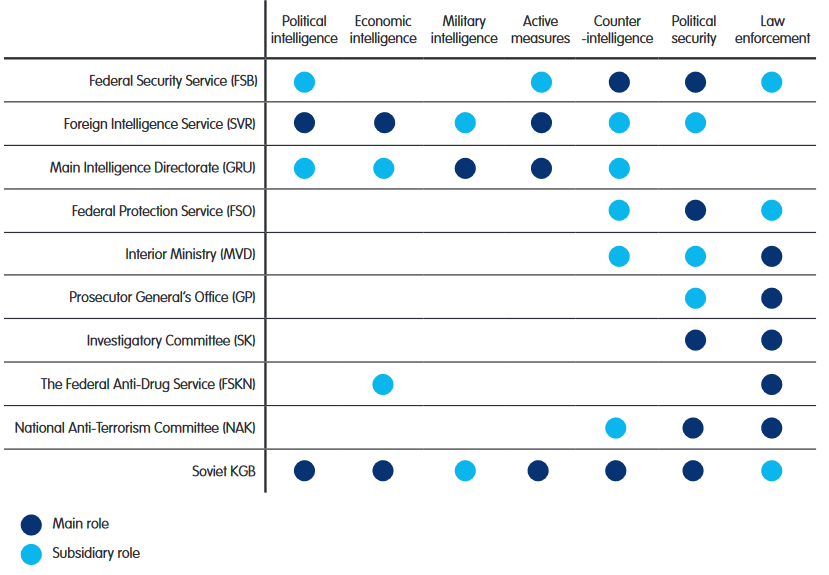 Political intelligence
Economic intelligence
Military intelligence
Active measures
Counter -intelligence
Political security
Law enforcement
Federal Security Service (FSB)
Foreign Intelligence Service (SVR)
Main Intelligence Directorate (GRU)
Federal Protection Service (FSO)
Interior Ministry (MVD)
Prosecutor General's Office (GP)
Investigatory Committee (SK)
The Federal Anti-Drug Service (FSKN)
National Anti-Terrorism Committee (NAK)
Soviet KGB
Main role
Subsidiary role